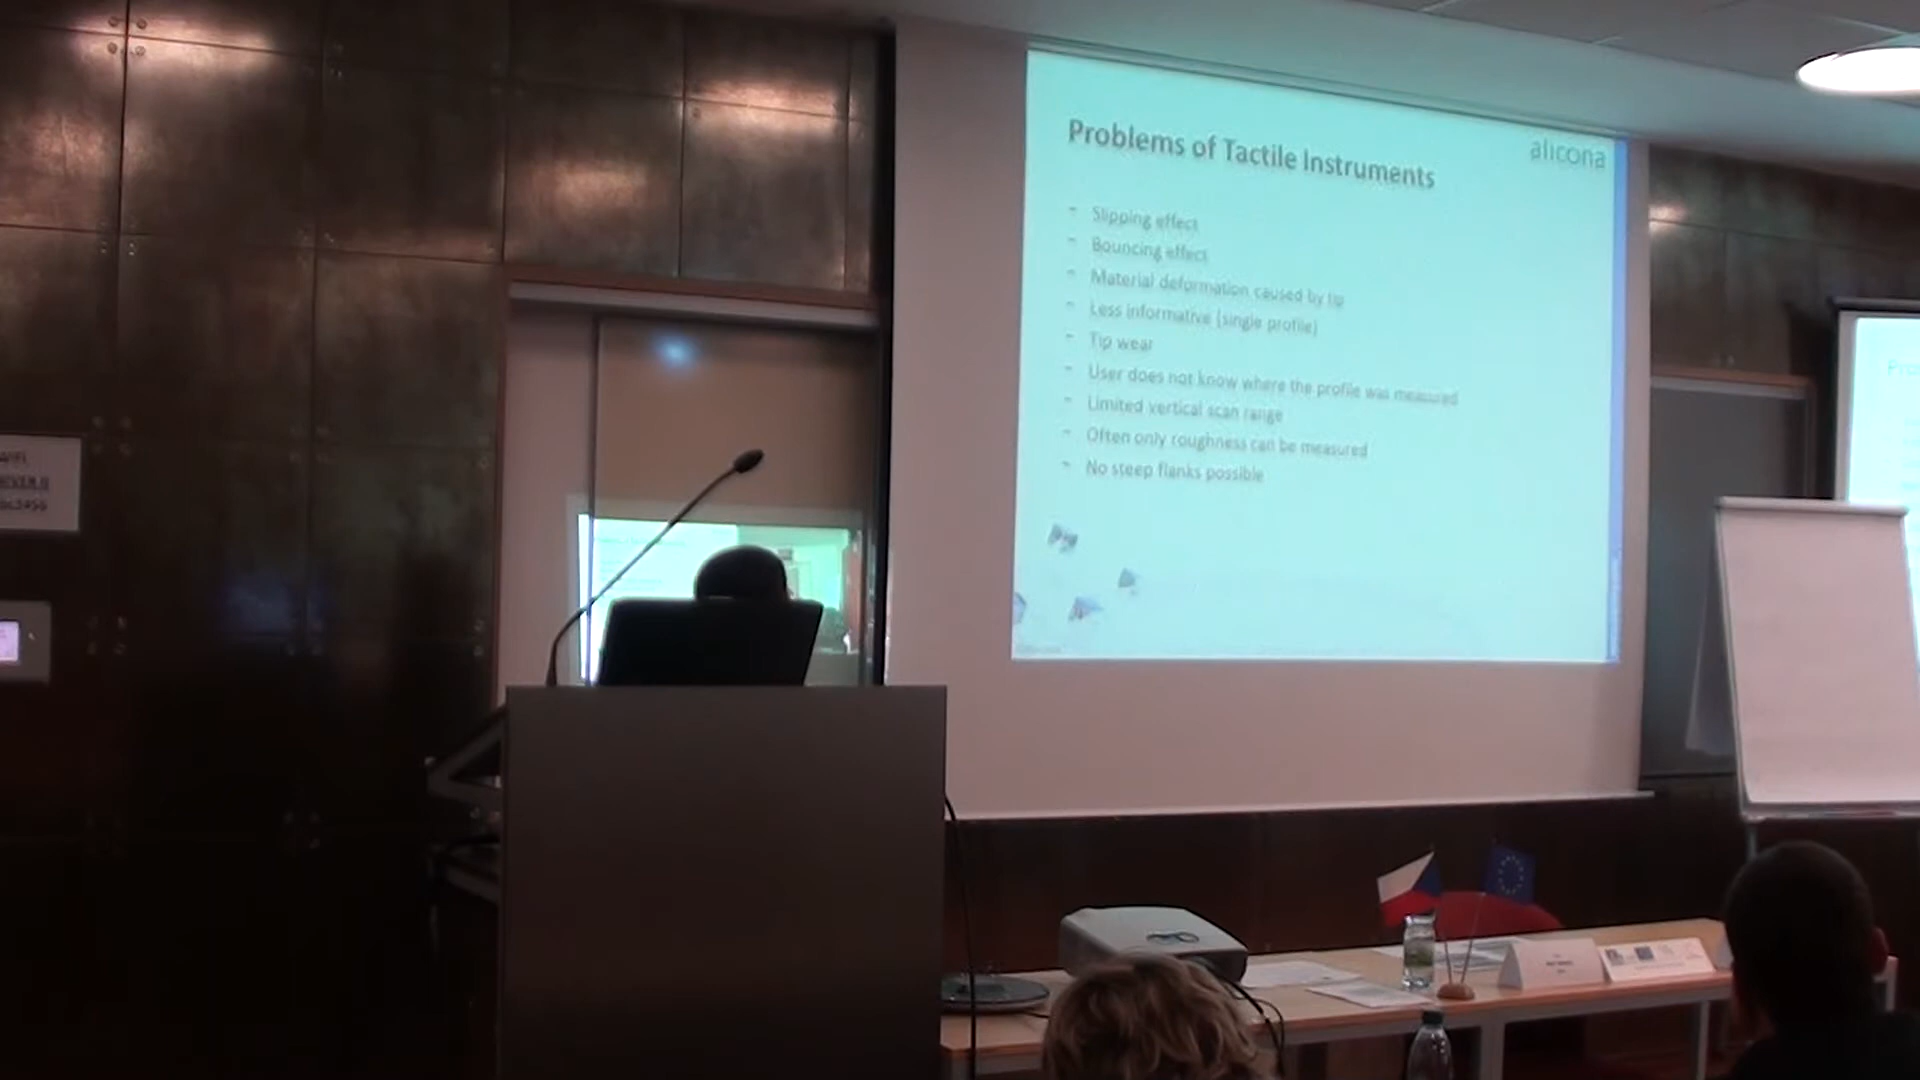 Problems of Tactile Instruments
alicona
- Slipping effect
- Bouncing effect
- Material deformation caused by tip
- Less informative (single profile)
- Tip wear
- User does not know where the profile was measured
- Limited vertical scan range
- Often only roughness can be measured
- No steep flanks possible